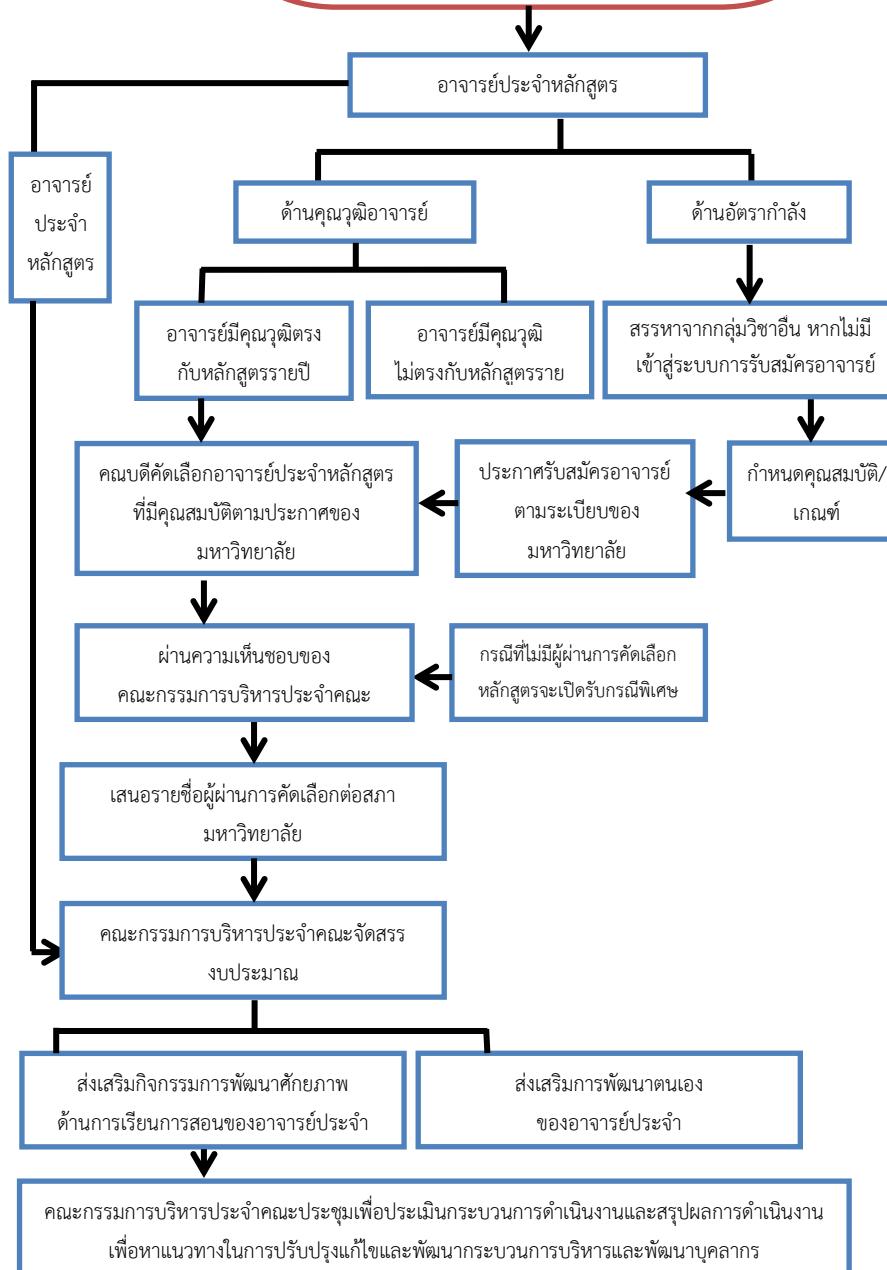 อาจารย์ประจำหลักสูตร
อาจารย์
ประจำ
หลักสูตร
ด้านคุณวุฒิอาจารย์
ด้านอัตรากำลัง
อาจารย์มีคุณวุฒิตรง
กับหลักสูตรรายปี
อาจารย์มีคุณวุฒิ
ไม่ตรงกับหลักสูตรราย
สรรหาจากกลุ่มวิชาอื่น หากไม่มี
เข้าสู่ระบบการรับสมัครอาจารย์
คณบดีคัดเลือกอาจารย์ประจำหลักสูตร
ที่มีคุณสมบัติตามประกาศของ
มหาวิทยาลัย
ประกาศรับสมัครอาจารย์
ตามระเบียบของ
มหาวิทยาลัย
กำหนดคุณสมบัติ/
เกณฑ์
ผ่านความเห็นชอบของ
คณะกรรมการบริหารประจำคณะ
กรณีที่ไม่มีผู้ผ่านการคัดเลือก
หลักสูตรจะเปิดรับกรณีพิเศษ
เสนอรายชื่อผู้ผ่านการคัดเลือกต่อสภา
มหาวิทยาลัย
คณะกรรมการบริหารประจำคณะจัดสรร
งบประมาณ
ส่งเสริมกิจกรรมการพัฒนาศักยภาพ
ด้านการเรียนการสอนของอาจารย์ประจำ
ส่งเสริมการพัฒนาตนเอง
ของอาจารย์ประจำ
คณะกรรมการบริหารประจำคณะประชุมเพื่อประเมินกระบวนการดำเนินงานและสรุปผลการดำเนินงาน
เพื่อหาแนวทางในการปรับปรุงแก้ไขและพัฒนากระบวนการบริหารและพัฒนาบุคลากร